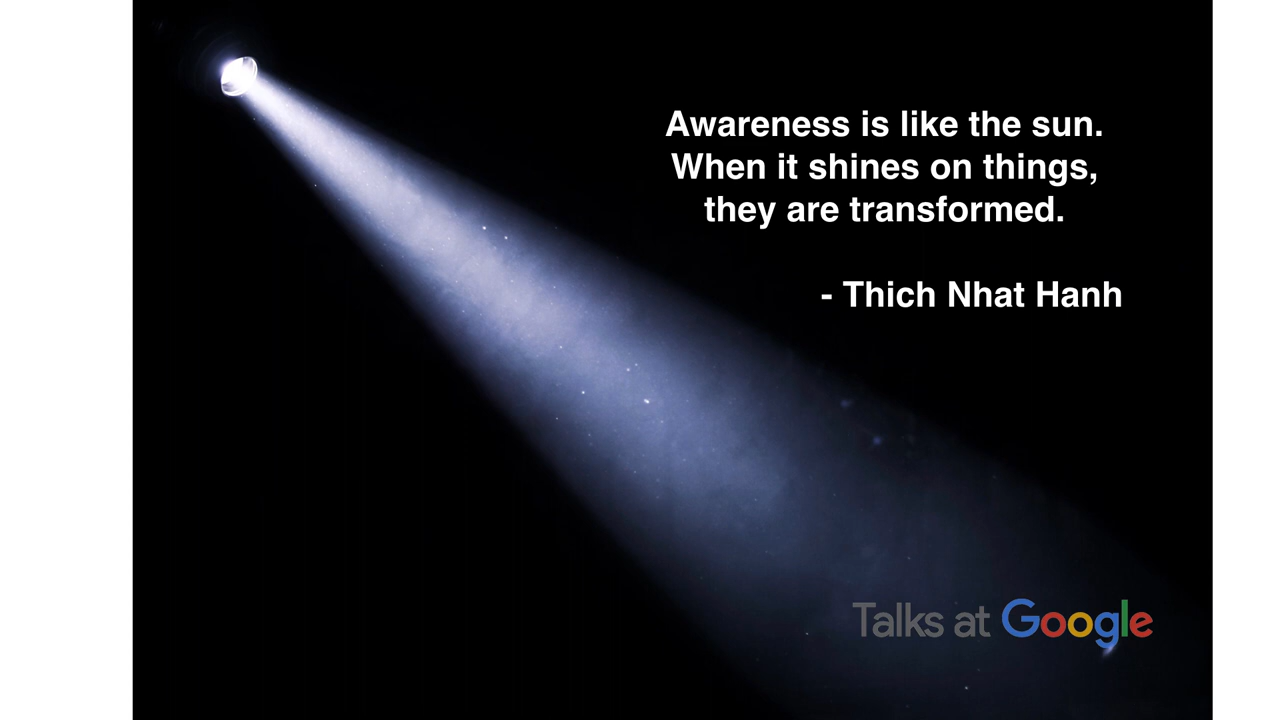 Awareness is like the sun.
When it shines on things,
they are transformed.
- Thich Nhat Hanh
Talks at Google